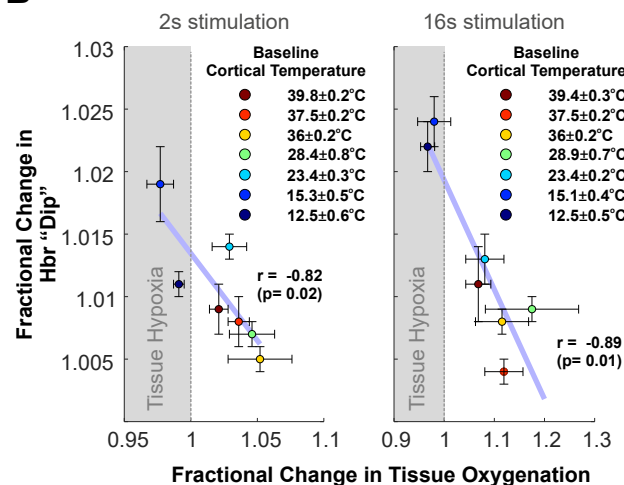 2s stimulation
16s stimulation
Fractional Change in
Hbr “Dip”
1.03
1.025
1.02
1.015
1.01
1.005
Baseline
Cortical Temperature
39.8±0.2°C
37.5±0.2°C
36±0.2°C
28.4±0.8°C
23.4±0.3°C
15.3±0.5°C
12.5±0.6°C
r = -0.82
(p= 0.02)
Tissue Hypoxia
0.95
1
1.05
1.1
Baseline
Cortical Temperature
39.4±0.3°C
37.5±0.2°C
36±0.2°C
28.9±0.7°C
23.4±0.2°C
15.1±0.4°C
12.5±0.5°C
r = -0.89
(p= 0.01)
Tissue Hypoxia
0.9
1
1.1
1.2
1.3
Fractional Change in Tissue Oxygenation